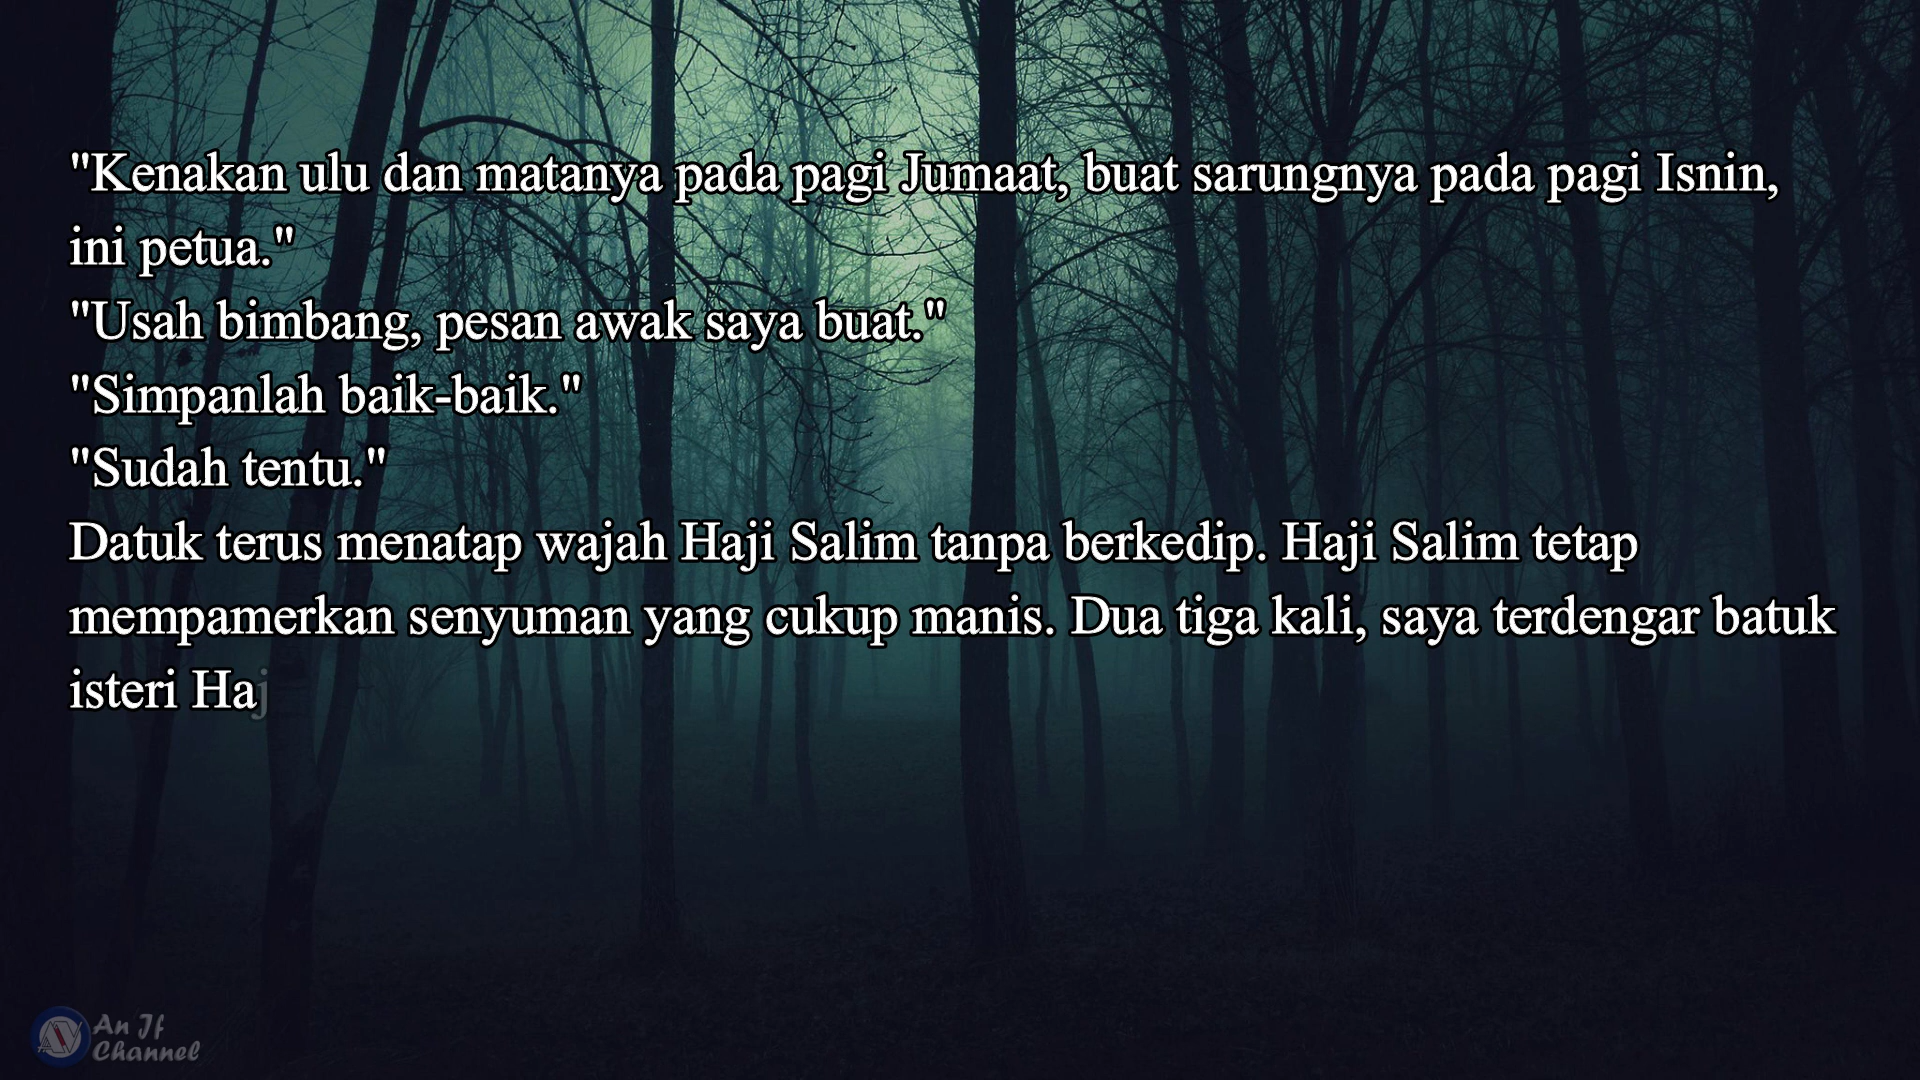 "Kenakan ulu dan matanya pada pagi Jumaat, buat sarungnya pada pagi Isnin,
ini petua."
"Usah bimbang, pesan awak saya buat."
"Simpanlah baik-baik."
"Sudah tentu."
Datuk terus menatap wajah Haji Salim tanpa berkedip. Haji Salim tetap
mempamerkan senyuman yang cukup manis. Dua tiga kali, saya terdengar batuk
isteri Haj
An If
Channel